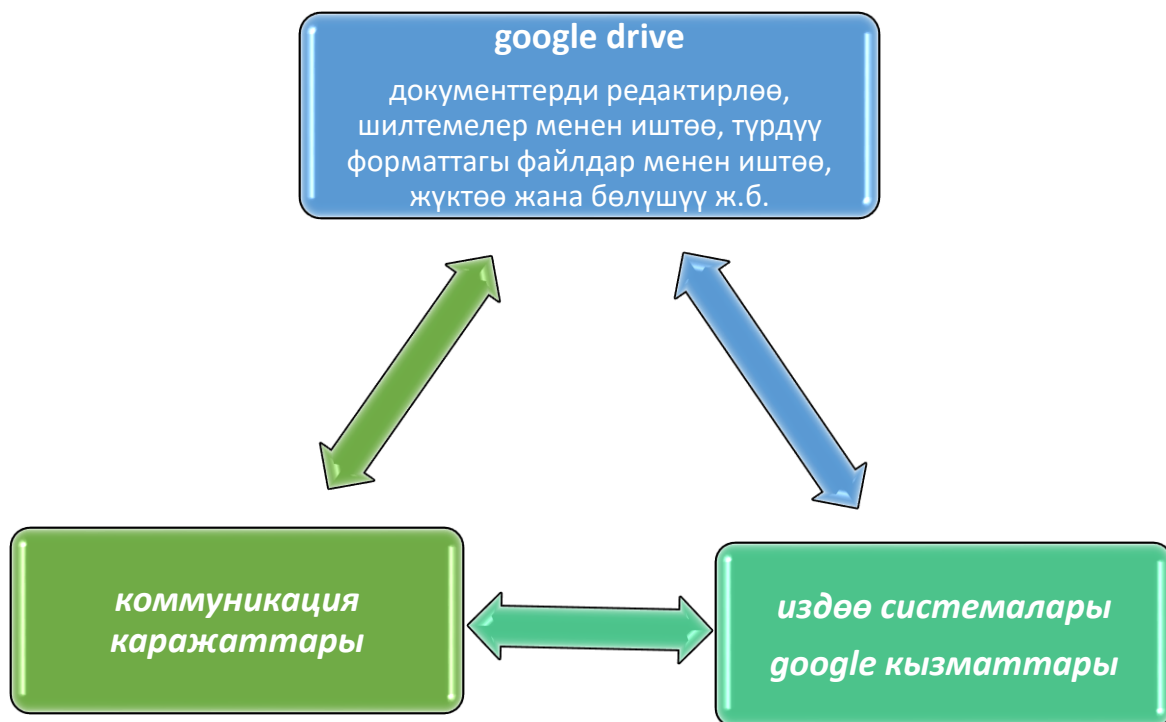 google drive
документтерди редактирлөө,
шилтемелер менен иштөө, түрдүү
форматтагы файлдар менен иштөө,
жүктөө жана бөлүшүү ж.б.
коммуникация
каражаттары
издөө системалары
google кызматтары